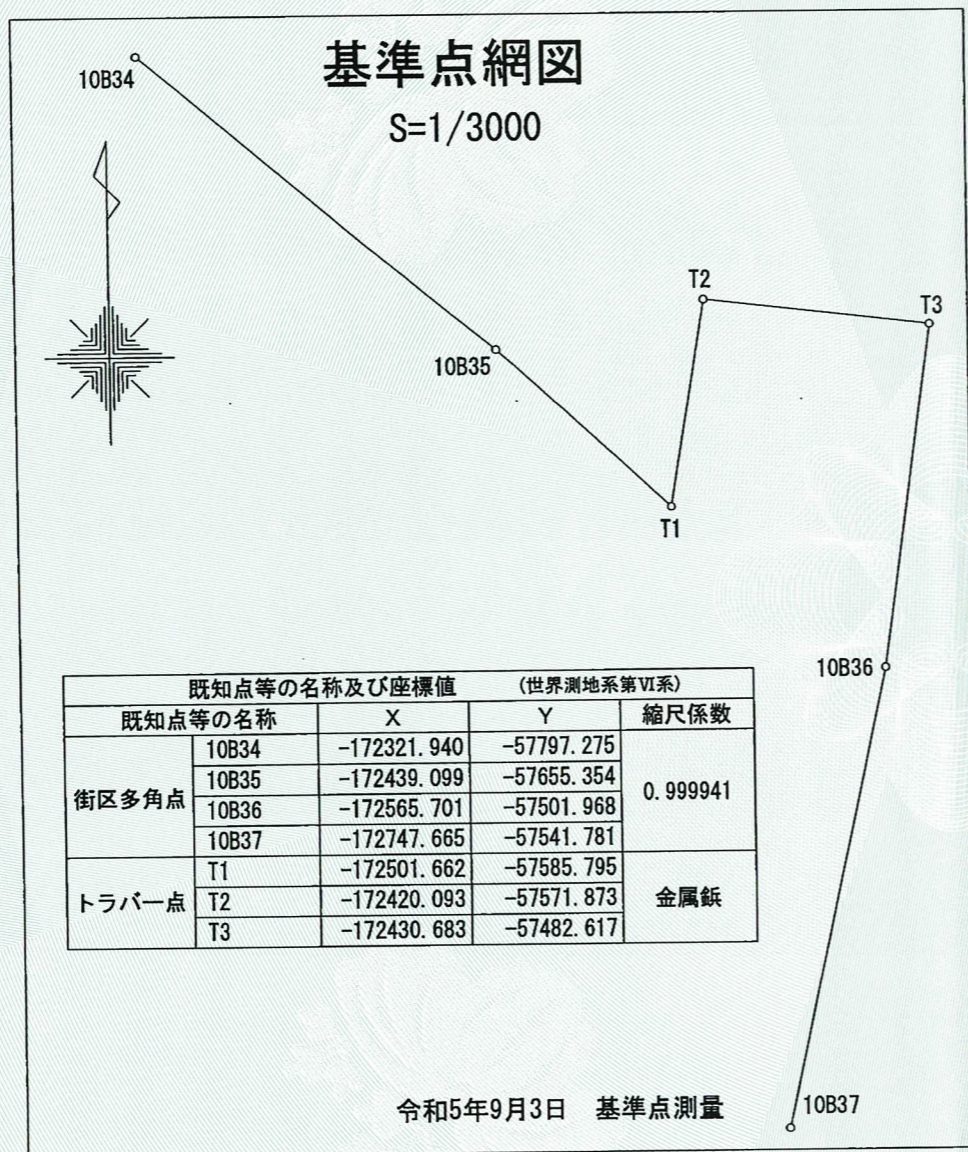 基準点網図
S=1/3000
10B34
T2
T3
10B35
T1
10B36
既知点等の名称及び座標値 (世界測地系第Ⅵ系)
既知点等の名称 X Y 縮尺係数
街区多角点 10B34 -172321.940 -57797.275 0.999941
10B35 -172439.099 -57655.354
10B36 -172565.701 -57501.968
10B37 -172747.665 -57541.781
トラバー点 T1 -172501.662 -57585.795 金属鋲
T2 -172420.093 -57571.873
T3 -172430.683 -57482.617
令和5年9月3日 基準点測量
10B37